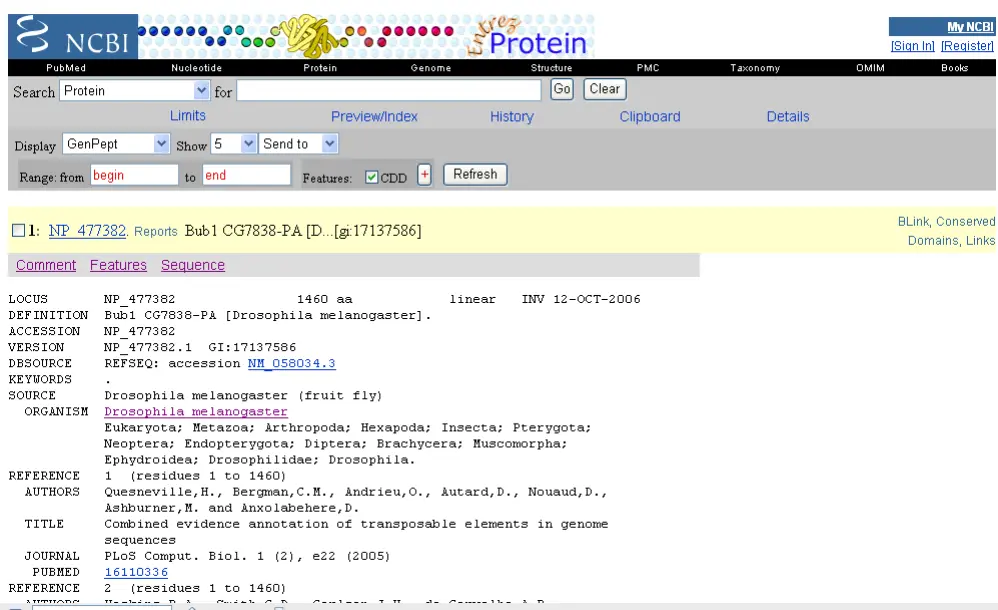 NCBI Entrez Protein My NCBI
[Sign In] [Register]
PubMed Nucleotide Protein Genome Structure PMC Taxonomy OMIM Books
Search Protein for Go Clear
Limits Preview/Index History Clipboard Details
Display GenPept Show 5 Send to
Range: from begin to end Features: CDD + Refresh
1: NP_477382. Reports Bub1 CG7838-PA [D...[gi:17137586] BLink, Conserved
Domains, Links
Comment Features Sequence
LOCUS NP_477382 1460 aa linear INV 12-OCT-2006
DEFINITION Bub1 CG7838-PA [Drosophila melanogaster].
ACCESSION NP_477382
VERSION NP_477382.1 GI:17137586
DBSOURCE REFSEQ: accession NM_058034.3
KEYWORDS .
SOURCE Drosophila melanogaster (fruit fly)
ORGANISM Drosophila melanogaster
Eukaryota; Metazoa; Arthropoda; Hexapoda; Insecta; Pterygota;
Neoptera; Endopterygota; Diptera; Brachycera; Muscomorpha;
Ephydroidea; Drosophilidae; Drosophila.
REFERENCE 1 (residues 1 to 1460)
AUTHORS Quesneville,H., Bergman,C.M., Andrieu,O., Autard,D., Nouaud,D.,
Ashburner,M. and Anxolabehere,D.
TITLE Combined evidence annotation of transposable elements in genome
sequences
JOURNAL PLoS Comput. Biol. 1 (2), e22 (2005)
PUBMED 16110336
REFERENCE 2 (residues 1 to 1460)